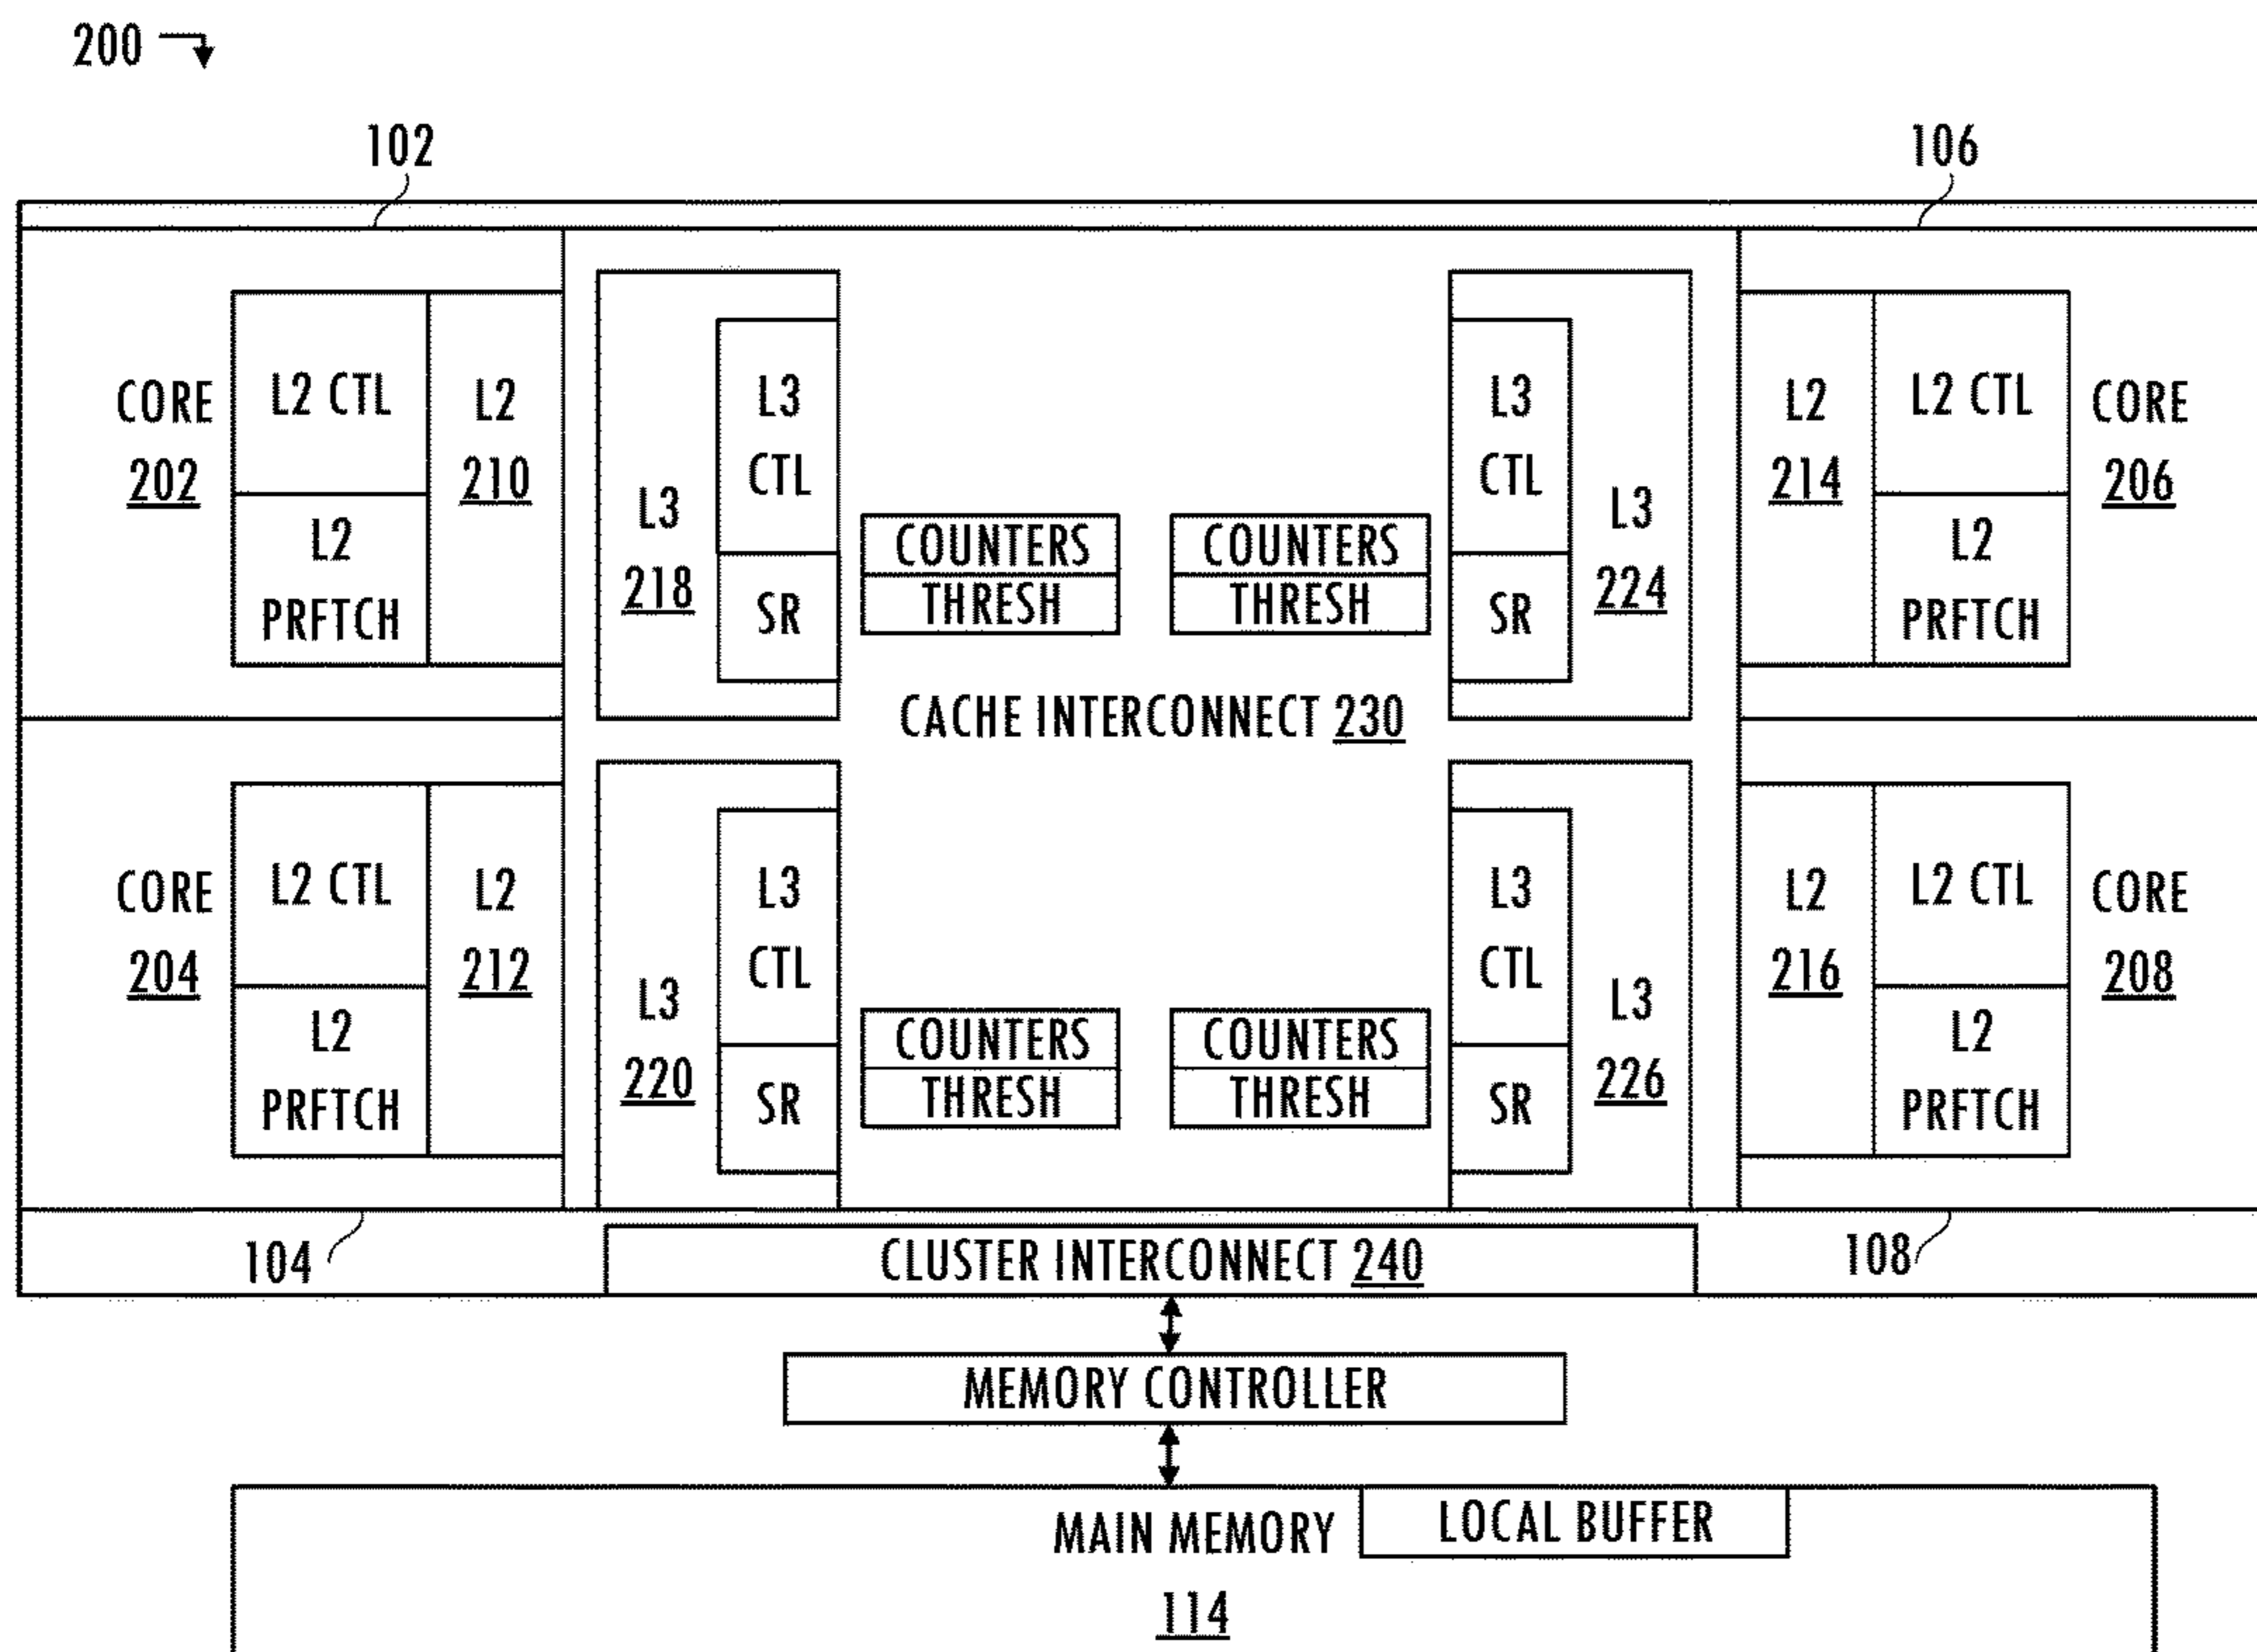 200
102
106
CORE
202
L2 CTL
L2
PRFTCH
L2
210
L3
218
L3
CTL
SR
COUNTERS
THRESH
COUNTERS
THRESH
L3
CTL
SR
L3
224
L2
214
L2 CTL
L2
PRFTCH
CORE
206
CACHE INTERCONNECT 230
CORE
204
L2 CTL
L2
PRFTCH
L2
212
L3
220
L3
CTL
SR
COUNTERS
THRESH
COUNTERS
THRESH
L3
CTL
SR
L3
226
L2
216
L2 CTL
L2
PRFTCH
CORE
208
104
CLUSTER INTERCONNECT 240
108
MEMORY CONTROLLER
MAIN MEMORY
114
LOCAL BUFFER